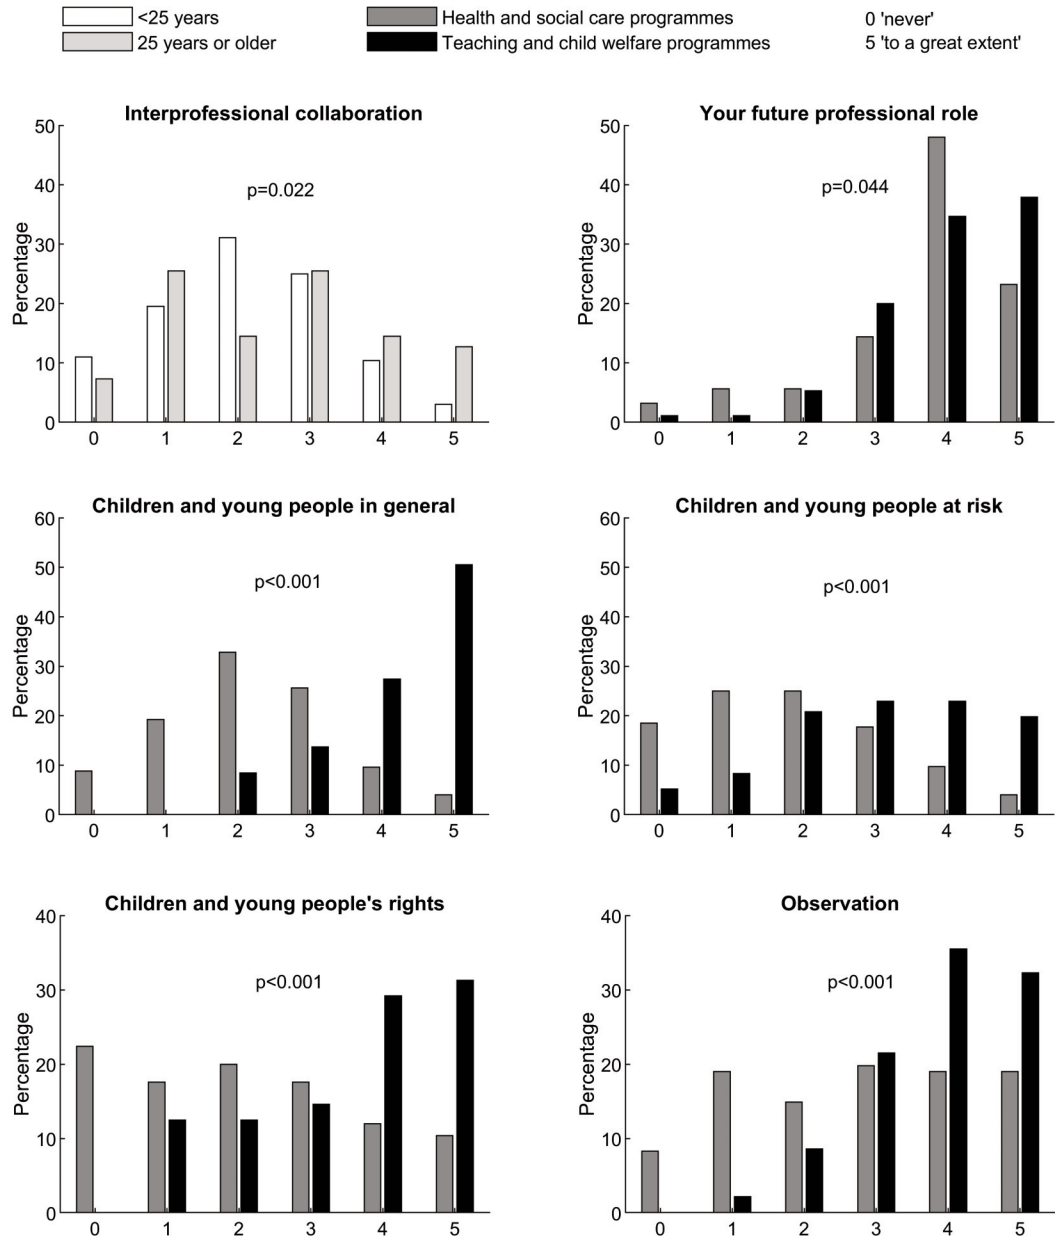 <25 years
25 years or older
Health and social care programmes
Teaching and child welfare programmes
0 'never'
5 'to a great extent'
Interprofessional collaboration
p=0.022
Percentage
50
40
30
20
10
0
0 1 2 3 4 5
Your future professional role
p=0.044
Percentage
50
40
30
20
10
0
0 1 2 3 4 5
Children and young people in general
p<0.001
Percentage
60
50
40
30
20
10
0
0 1 2 3 4 5
Children and young people at risk
p<0.001
Percentage
60
50
40
30
20
10
0
0 1 2 3 4 5
Children and young people's rights
p<0.001
Percentage
40
30
20
10
0
0 1 2 3 4 5
Observation
p<0.001
Percentage
40
30
20
10
0
0 1 2 3 4 5